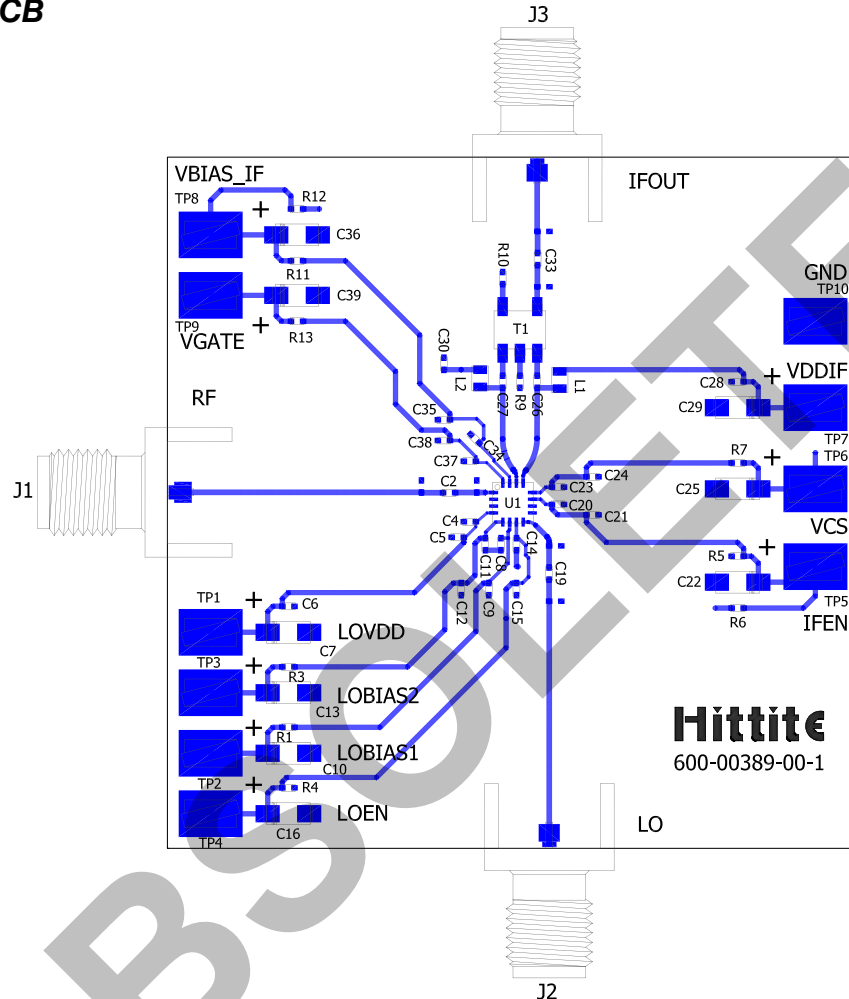 CB
J3
VBIAS_IF
TP8
+
R12
IFOUT
C36
R10
C33
R11
GND
TP10
C39
TP9
+
R13
VGATE
T1
C30
L2
C27
R9
C26
L1
C28
+
VDDIF
C29
TP7
RF
C35
C38
C34
C37
R7
+
TP6
J1
C2
U1
C23
C24
C25
C20
C21
VCS
C4
C5
C11
C8
C14
C19
R5
+
C22
TP5
R6
IFEN
TP1
+
C6
C12
C9
C15
LOVDD
C7
TP3
+
R3
LOBIAS2
C13
+
R1
LOBIAS1
C10
TP2
+
R4
LOEN
C16
TP4
Hittite
600-00389-00-1
LO
J2
BSOLETE